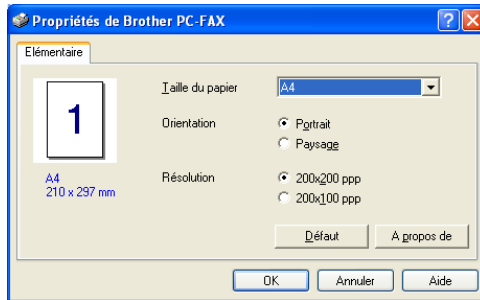 Propriétés de Brother PC-FAX
Elémentaire
1
A4
210 x 297 mm
Taille du papier
A4
Orientation
Portrait
Paysage
Résolution
200x200 ppp
200x100 ppp
Défaut
A propos de
OK
Annuler
Aide